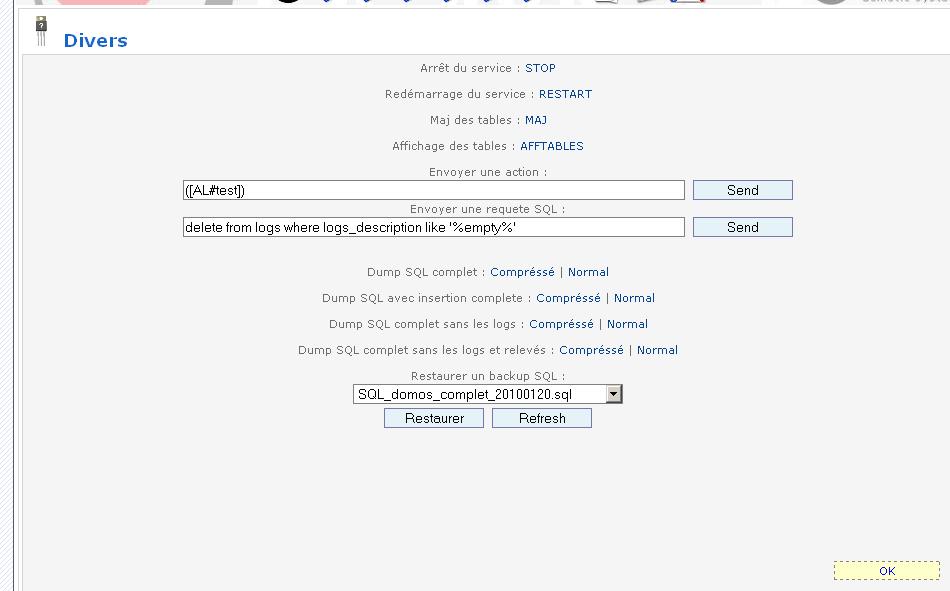 Divers
Arrêt du service : STOP
Redémarrage du service : RESTART
Maj des tables : MAJ
Affichage des tables : AFFTABLES
Envoyer une action :
([AL#test]) Send
Envoyer une requete SQL :
delete from logs where logs_description like '%empty%' Send
Dump SQL complet : Compréssé | Normal
Dump SQL avec insertion complete : Compréssé | Normal
Dump SQL complet sans les logs : Compréssé | Normal
Dump SQL complet sans les logs et relevés : Compréssé | Normal
Restaurer un backup SQL :
SQL_domos_complet_20100120.sql
Restaurer Refresh
OK